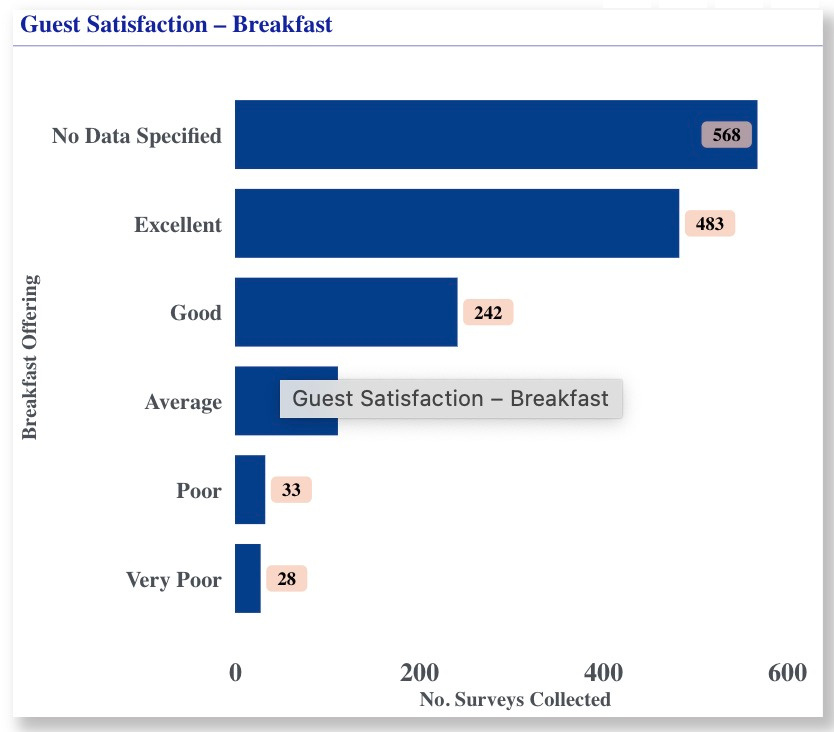 Guest Satisfaction – Breakfast
No Data Specified
568
Excellent
483
Good
242
Average
Guest Satisfaction – Breakfast
Poor
33
Very Poor
28
Breakfast Offering
0 200 400 600
No. Surveys Collected